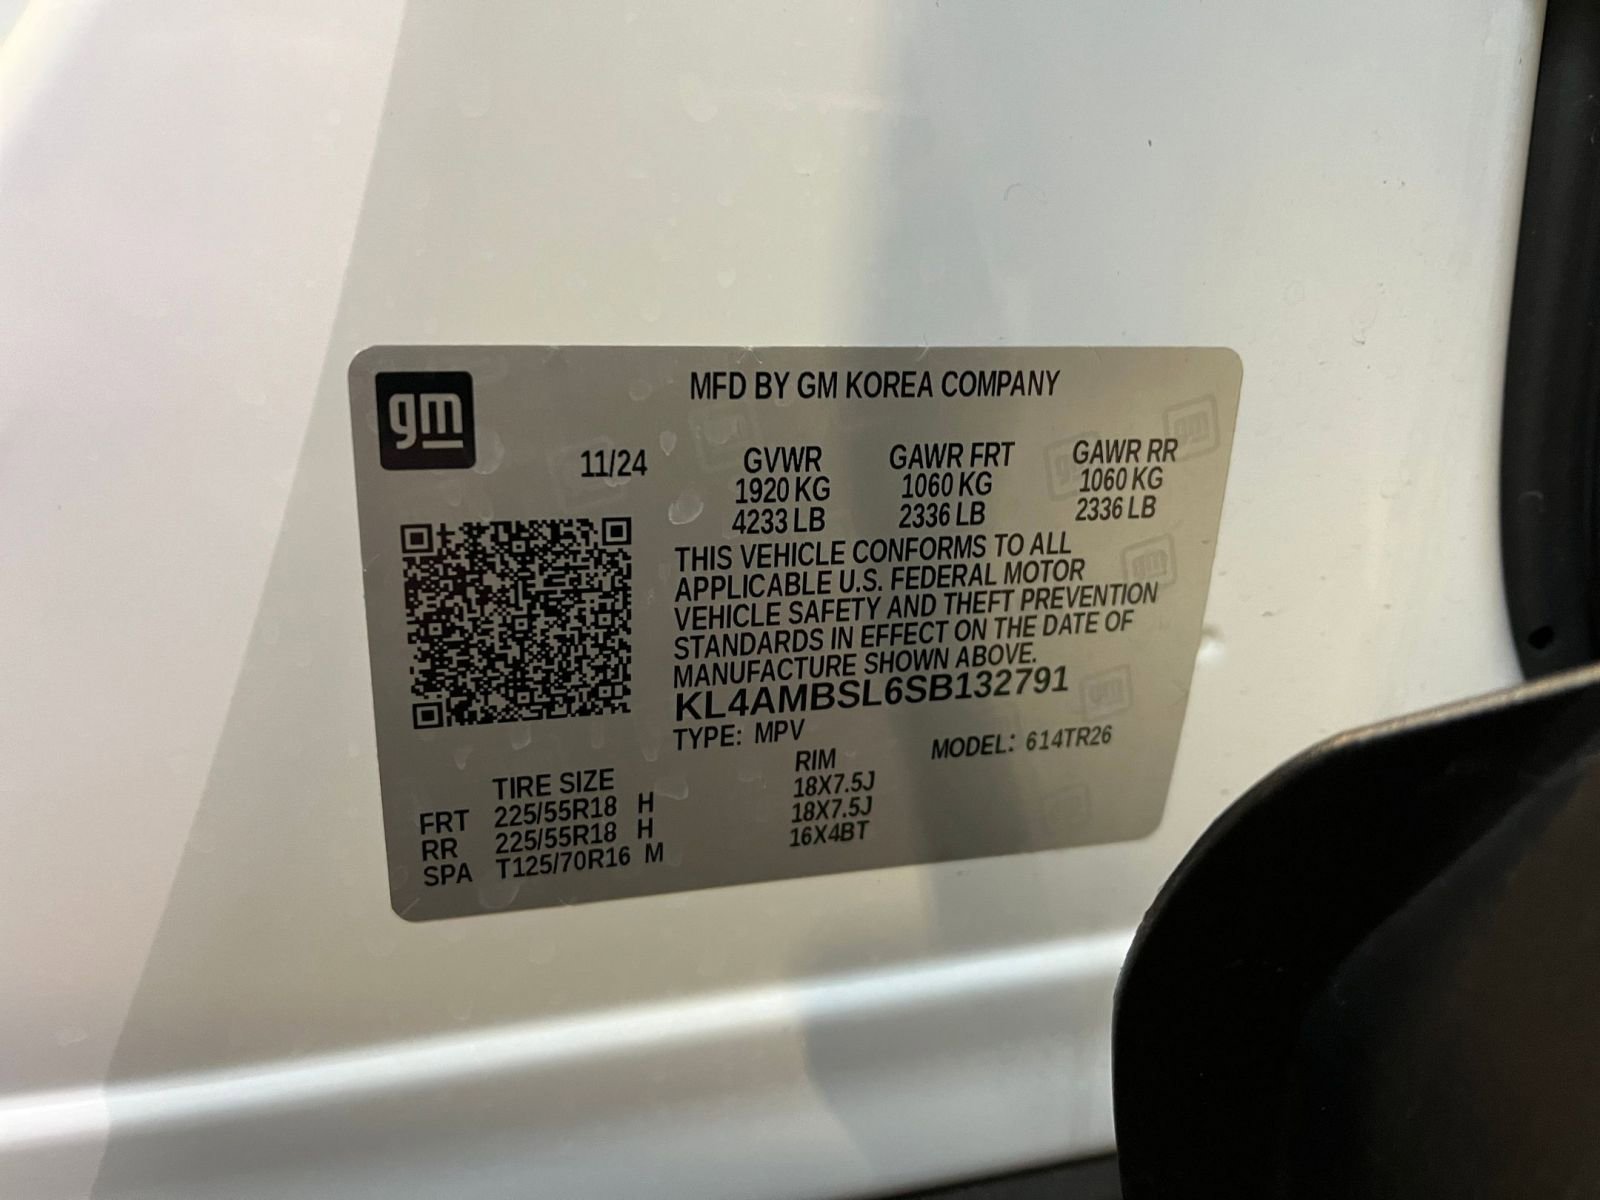 gm
MFD BY GM KOREA COMPANY
11/24 GVWR GAWR FRT GAWR RR
1920 KG 1060 KG 1060 KG
4233 LB 2336 LB 2336 LB
THIS VEHICLE CONFORMS TO ALL
APPLICABLE U.S. FEDERAL MOTOR
VEHICLE SAFETY AND THEFT PREVENTION
STANDARDS IN EFFECT ON THE DATE OF
MANUFACTURE SHOWN ABOVE.
KL4AMBSL6SB132791
TYPE: MPV MODEL: 614TR26
TIRE SIZE RIM
FRT 225/55R18 H 18X7.5J
RR 225/55R18 H 18X7.5J
SPA T125/70R16 M 16X4BT